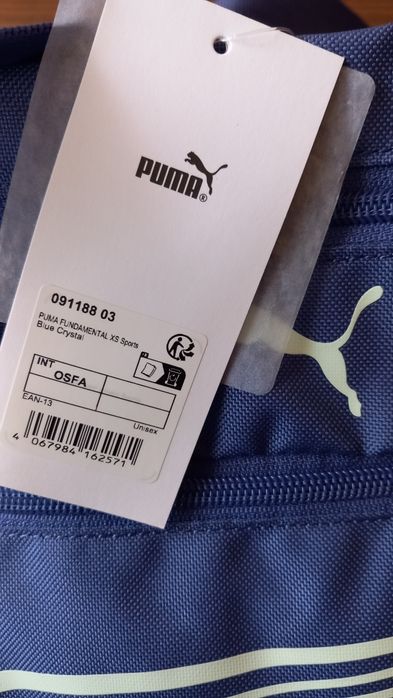 PUMA
®
091188 03
PUMA FUNDAMENTAL XS Sports
Blue Crystal
INT
OSFA
EAN-13
Unisex
4 067984 162571